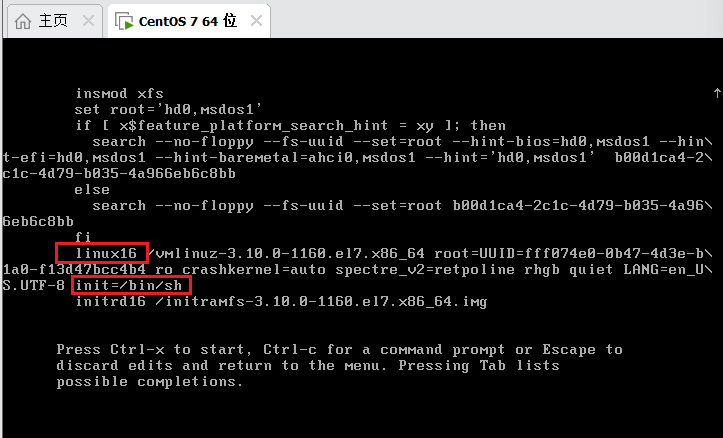 主页 × CentOS 7 64 位 ×
insmod xfs ↑
set root='hd0,msdos1'
if [ x$feature_platform_search_hint = xy ]; then
search --no-floppy --fs-uuid --set=root --hint-bios=hd0,msdos1 --hin\
t-efi=hd0,msdos1 --hint-baremetal=ahci0,msdos1 --hint='hd0,msdos1' b00d1ca4-2\
c1c-4d79-b035-4a966eb6c8bb
else
search --no-floppy --fs-uuid --set=root b00d1ca4-2c1c-4d79-b035-4a96\
6eb6c8bb
fi
linux16 /vmlinuz-3.10.0-1160.el7.x86_64 root=UUID=fff074e0-0b47-4d3e-b\
1a0-f13d47bcc4b4 ro crashkernel=auto spectre_v2=retpoline rhgb quiet LANG=en_U\
S.UTF-8 init=/bin/sh
initrd16 /initramfs-3.10.0-1160.el7.x86_64.img
Press Ctrl-x to start, Ctrl-c for a command prompt or Escape to
discard edits and return to the menu. Pressing Tab lists
possible completions.